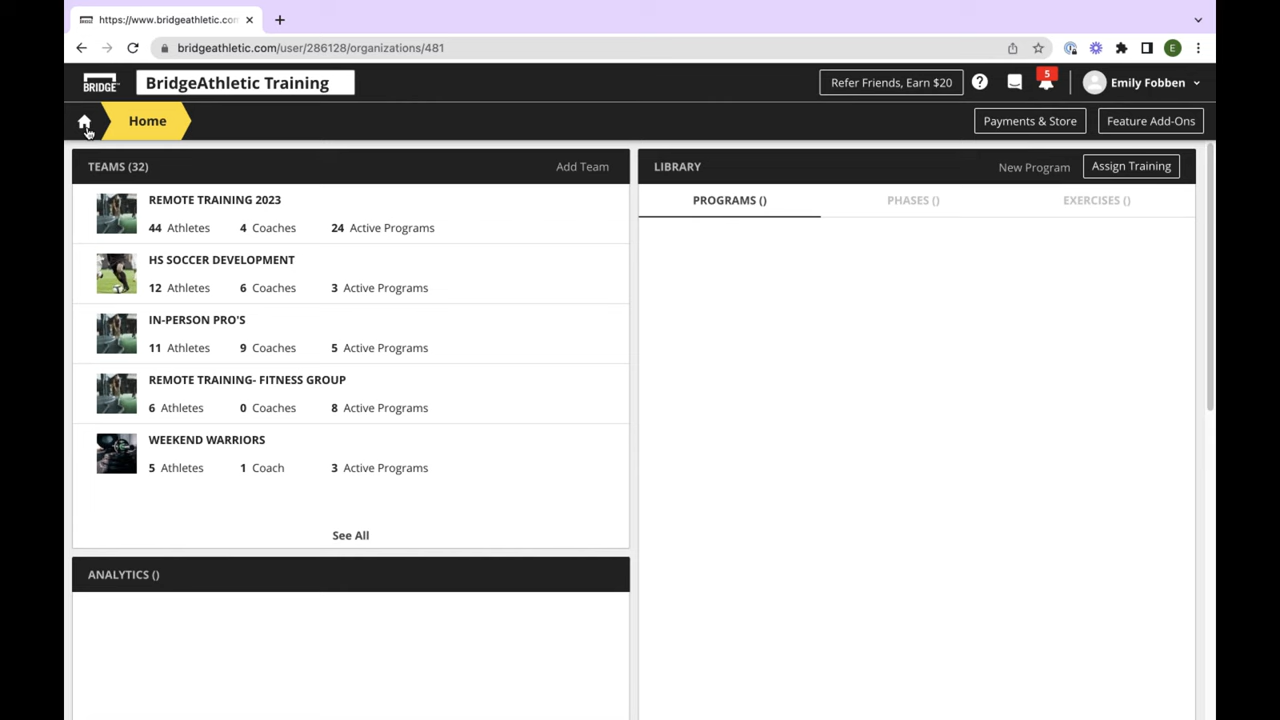 https://www.bridgeathletic.con
bridgeathletic.com/user/286128/organizations/481
E
BRIDGE
BridgeAthletic Training
Refer Friends, Earn $20
5
Emily Fobben
Home
Payments & Store
Feature Add-Ons
TEAMS (32)
Add Team
REMOTE TRAINING 2023
44 Athletes 4 Coaches 24 Active Programs
HS SOCCER DEVELOPMENT
12 Athletes 6 Coaches 3 Active Programs
IN-PERSON PRO'S
11 Athletes 9 Coaches 5 Active Programs
REMOTE TRAINING- FITNESS GROUP
6 Athletes 0 Coaches 8 Active Programs
WEEKEND WARRIORS
5 Athletes 1 Coach 3 Active Programs
See All
ANALYTICS ()
LIBRARY
New Program
Assign Training
PROGRAMS ()
PHASES ()
EXERCISES ()